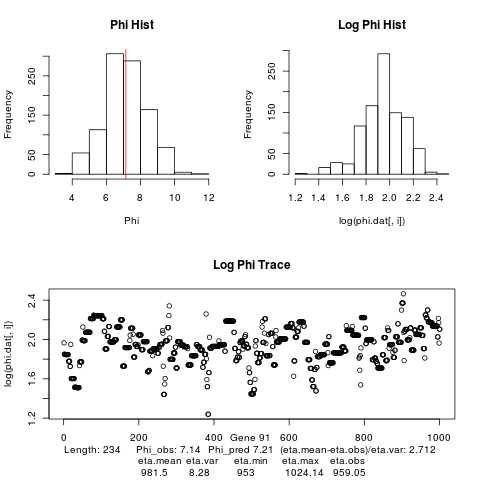 Phi Hist
Log Phi Hist
Frequency
0 50 150 250
4 6 8 10 12
Phi
Frequency
0 50 150 250
1.2 1.4 1.6 1.8 2.0 2.2 2.4
log(phi.dat[, i])
Log Phi Trace
log(phi.dat[, i])
1.2 1.6 2.0 2.4
0 200 400 600 800 1000
Gene 91
Length: 234 Phi_obs: 7.14 Phi_pred 7.21 (eta.mean-eta.obs)/eta.var: 2.712
eta.mean eta.var eta.min eta.max eta.obs
981.5 8.28 953 1024.14 959.05